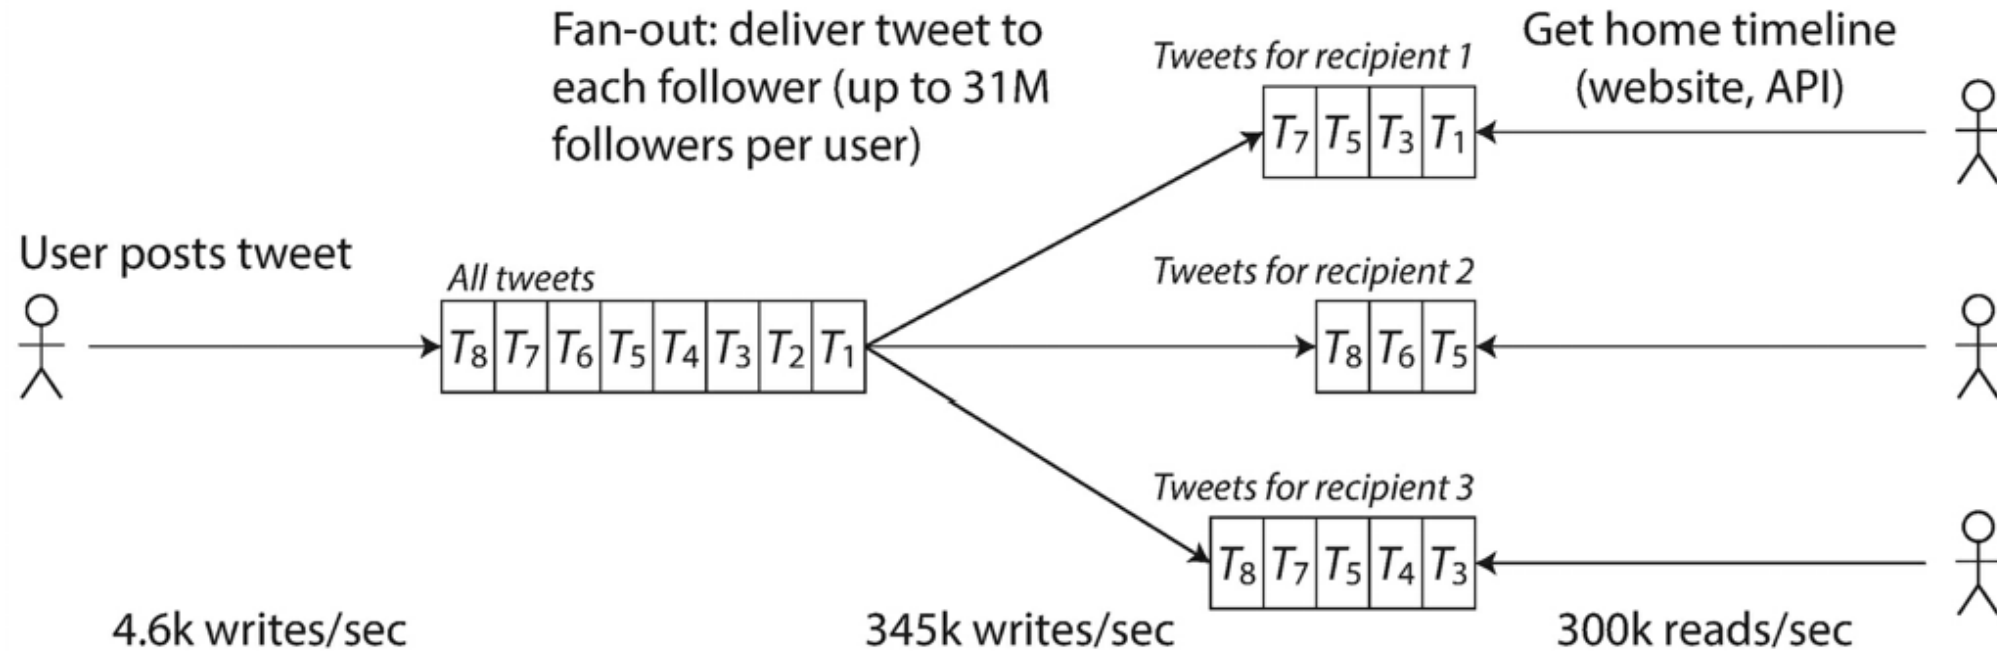 Fan-out: deliver tweet to
each follower (up to 31M
followers per user)
Tweets for recipient 1
Get home timeline
(website, API)
T7 T5 T3 T1
User posts tweet
All tweets
T8 T7 T6 T5 T4 T3 T2 T1
Tweets for recipient 2
T8 T6 T5
Tweets for recipient 3
T8 T7 T5 T4 T3
4.6k writes/sec
345k writes/sec
300k reads/sec